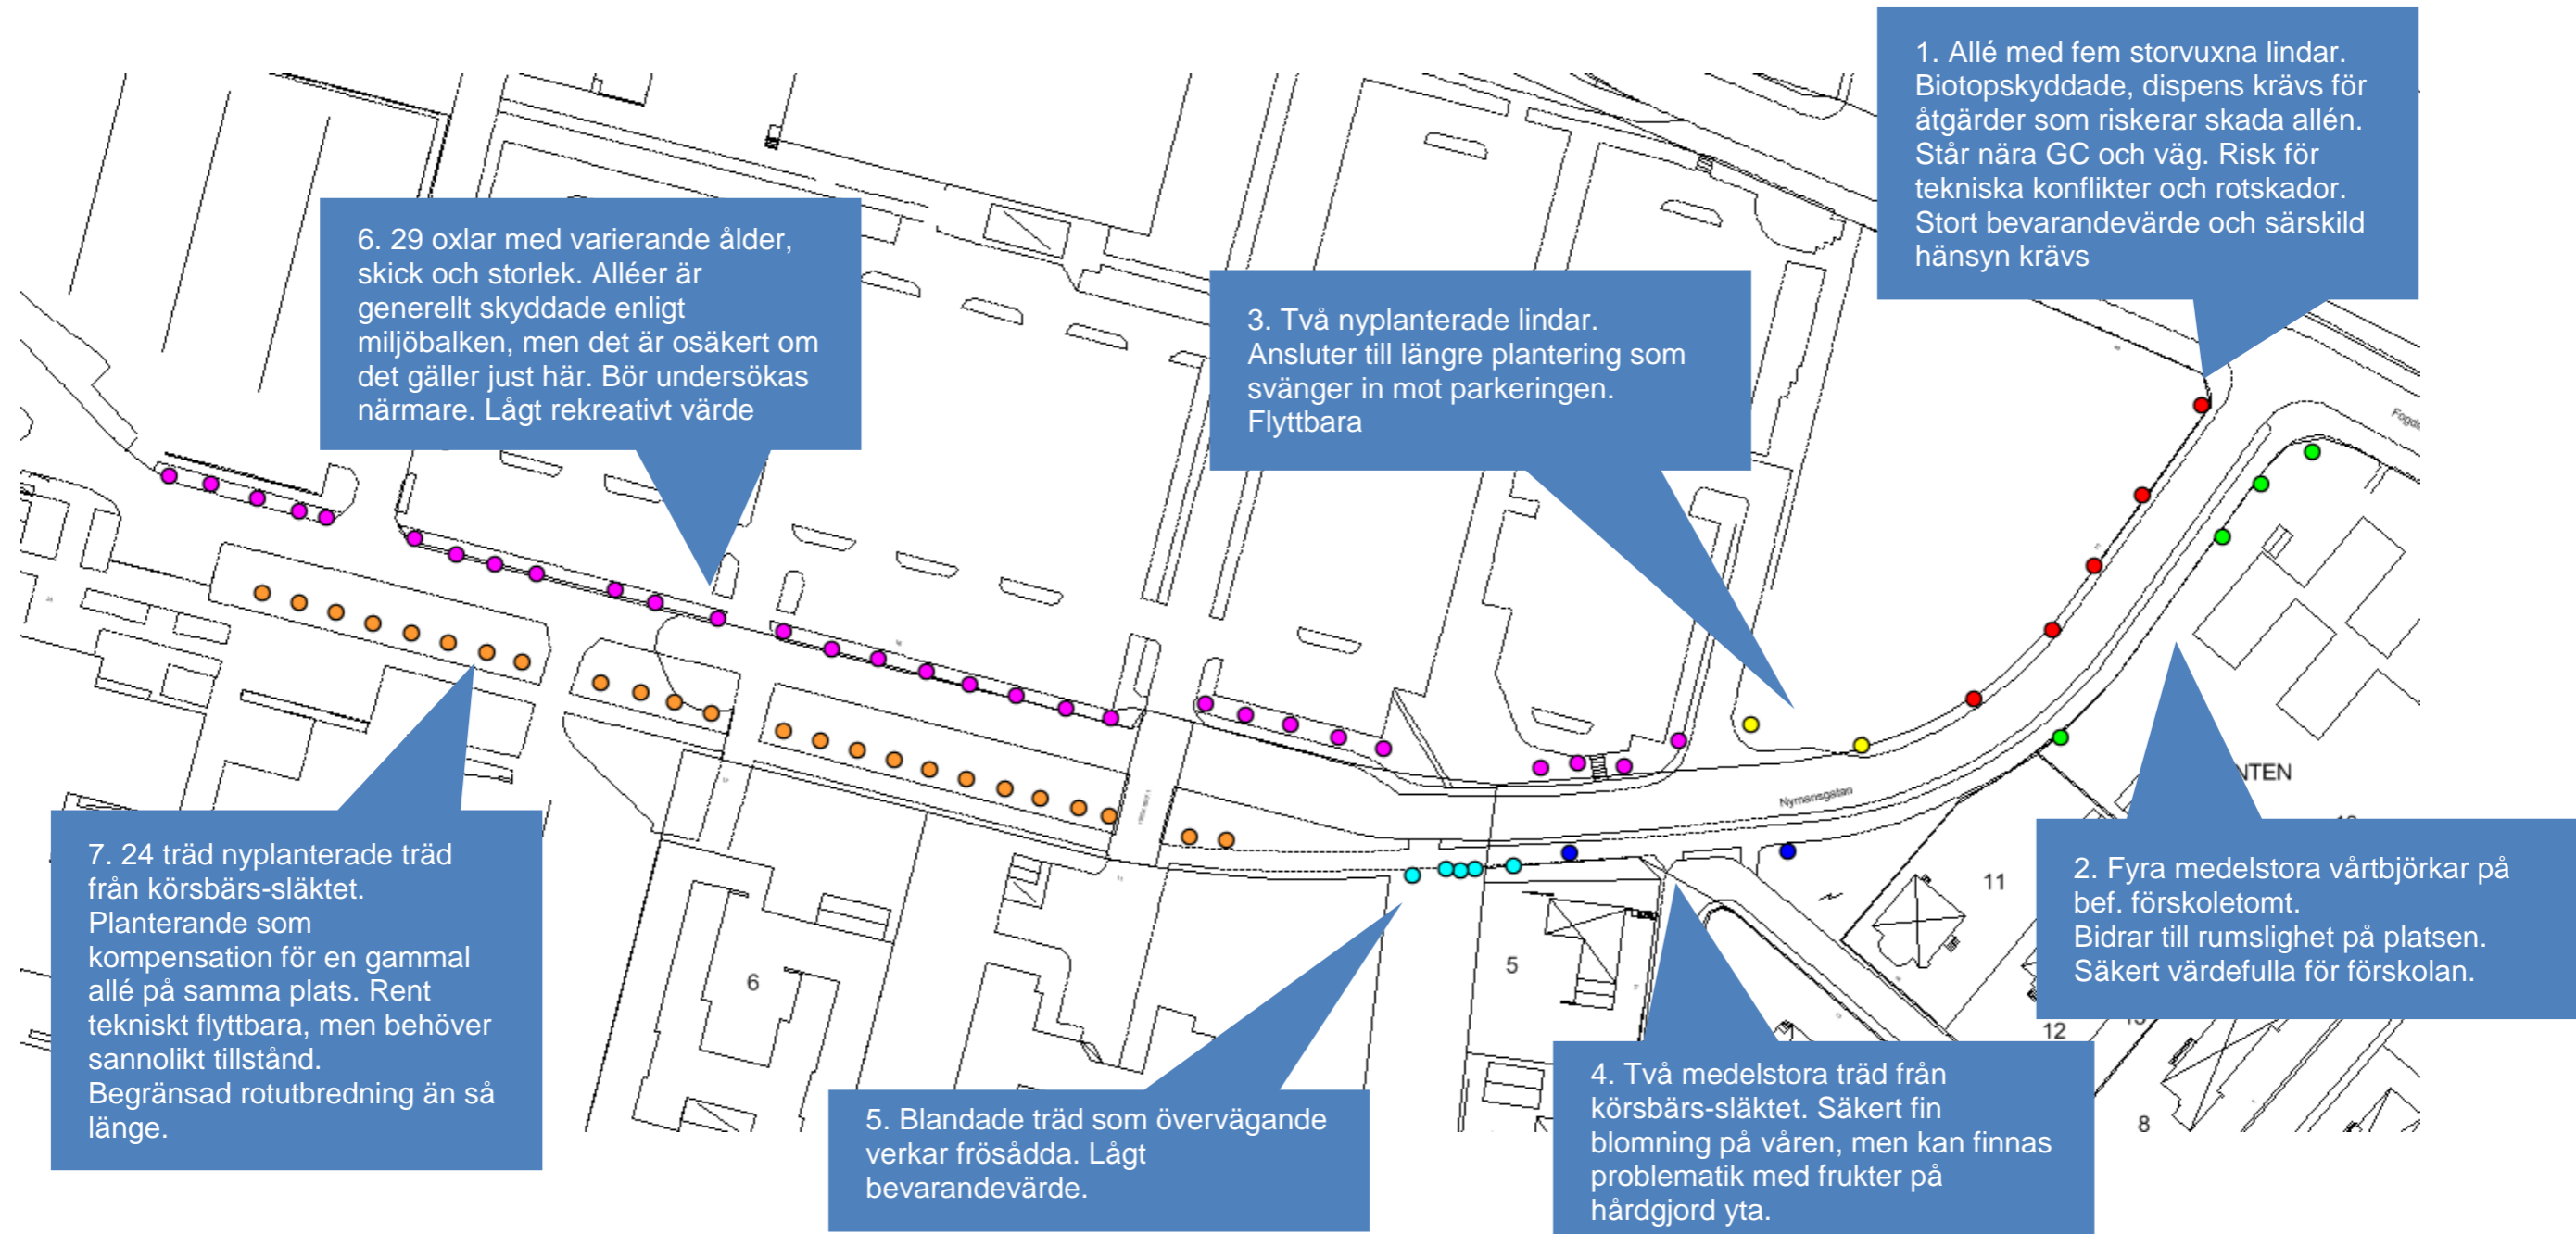 1. Allé med fem storvuxna lindar.
Biotopskyddade, dispens krävs för
åtgärder som riskerar skada allén.
Står nära GC och väg. Risk för
tekniska konflikter och rotskador.
Stort bevarandevärde och särskild
hänsyn krävs
6. 29 oxlar med varierande ålder,
skick och storlek. Alléer är
generellt skyddade enligt
miljöbalken, men det är osäkert om
det gäller just här. Bör undersökas
närmare. Lågt rekreativt värde
3. Två nyplanterade lindar.
Ansluter till längre plantering som
svänger in mot parkeringen.
Flyttbara
NTEN
Nymansgatan
7. 24 träd nyplanterade träd
från körsbärs-släktet.
Planterande som
kompensation för en gammal
allé på samma plats. Rent
tekniskt flyttbara, men behöver
sannolikt tillstånd.
Begränsad rotutbredning än så
länge.
2. Fyra medelstora vårtbjörkar på
bef. förskoletomt.
Bidrar till rumslighet på platsen.
Säkert värdefulla för förskolan.
11
5
6
12
8
5. Blandade träd som övervägande
verkar frösådda. Lågt
bevarandevärde.
4. Två medelstora träd från
körsbärs-släktet. Säkert fin
blomning på våren, men kan finnas
problematik med frukter på
hårdgjord yta.